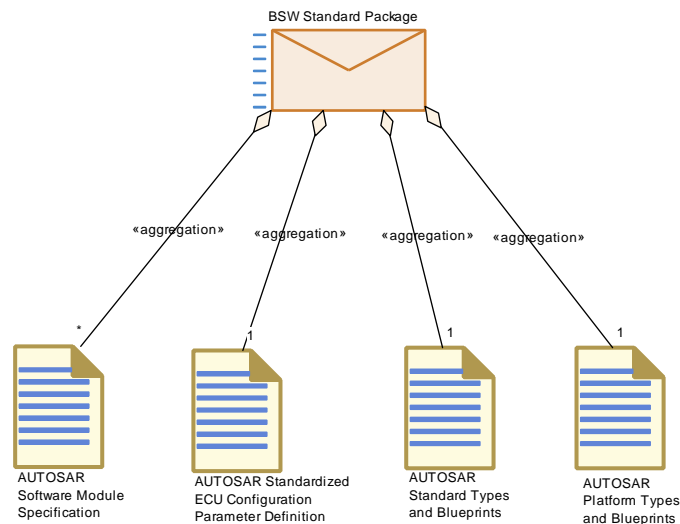 BSW Standard Package
«aggregation»
«aggregation»
«aggregation»
«aggregation»
*
1
1
1
AUTOSAR
Software Module
Specification
AUTOSAR Standardized
ECU Configuration
Parameter Definition
AUTOSAR
Standard Types
and Blueprints
AUTOSAR
Platform Types
and Blueprints